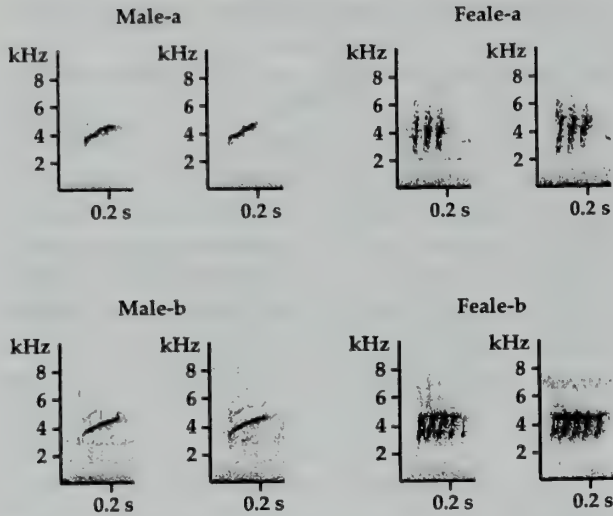 Male-a
Feale-a
kHz kHz kHz kHz
8 8 8 8
6 6 6 6
4 4 4 4
2 2 2 2
0.2 s 0.2 s 0.2 s 0.2 s
Male-b
Feale-b
kHz kHz kHz kHz
8 8 8 8
6 6 6 6
4 4 4 4
2 2 2 2
0.2 s 0.2 s 0.2 s 0.2 s